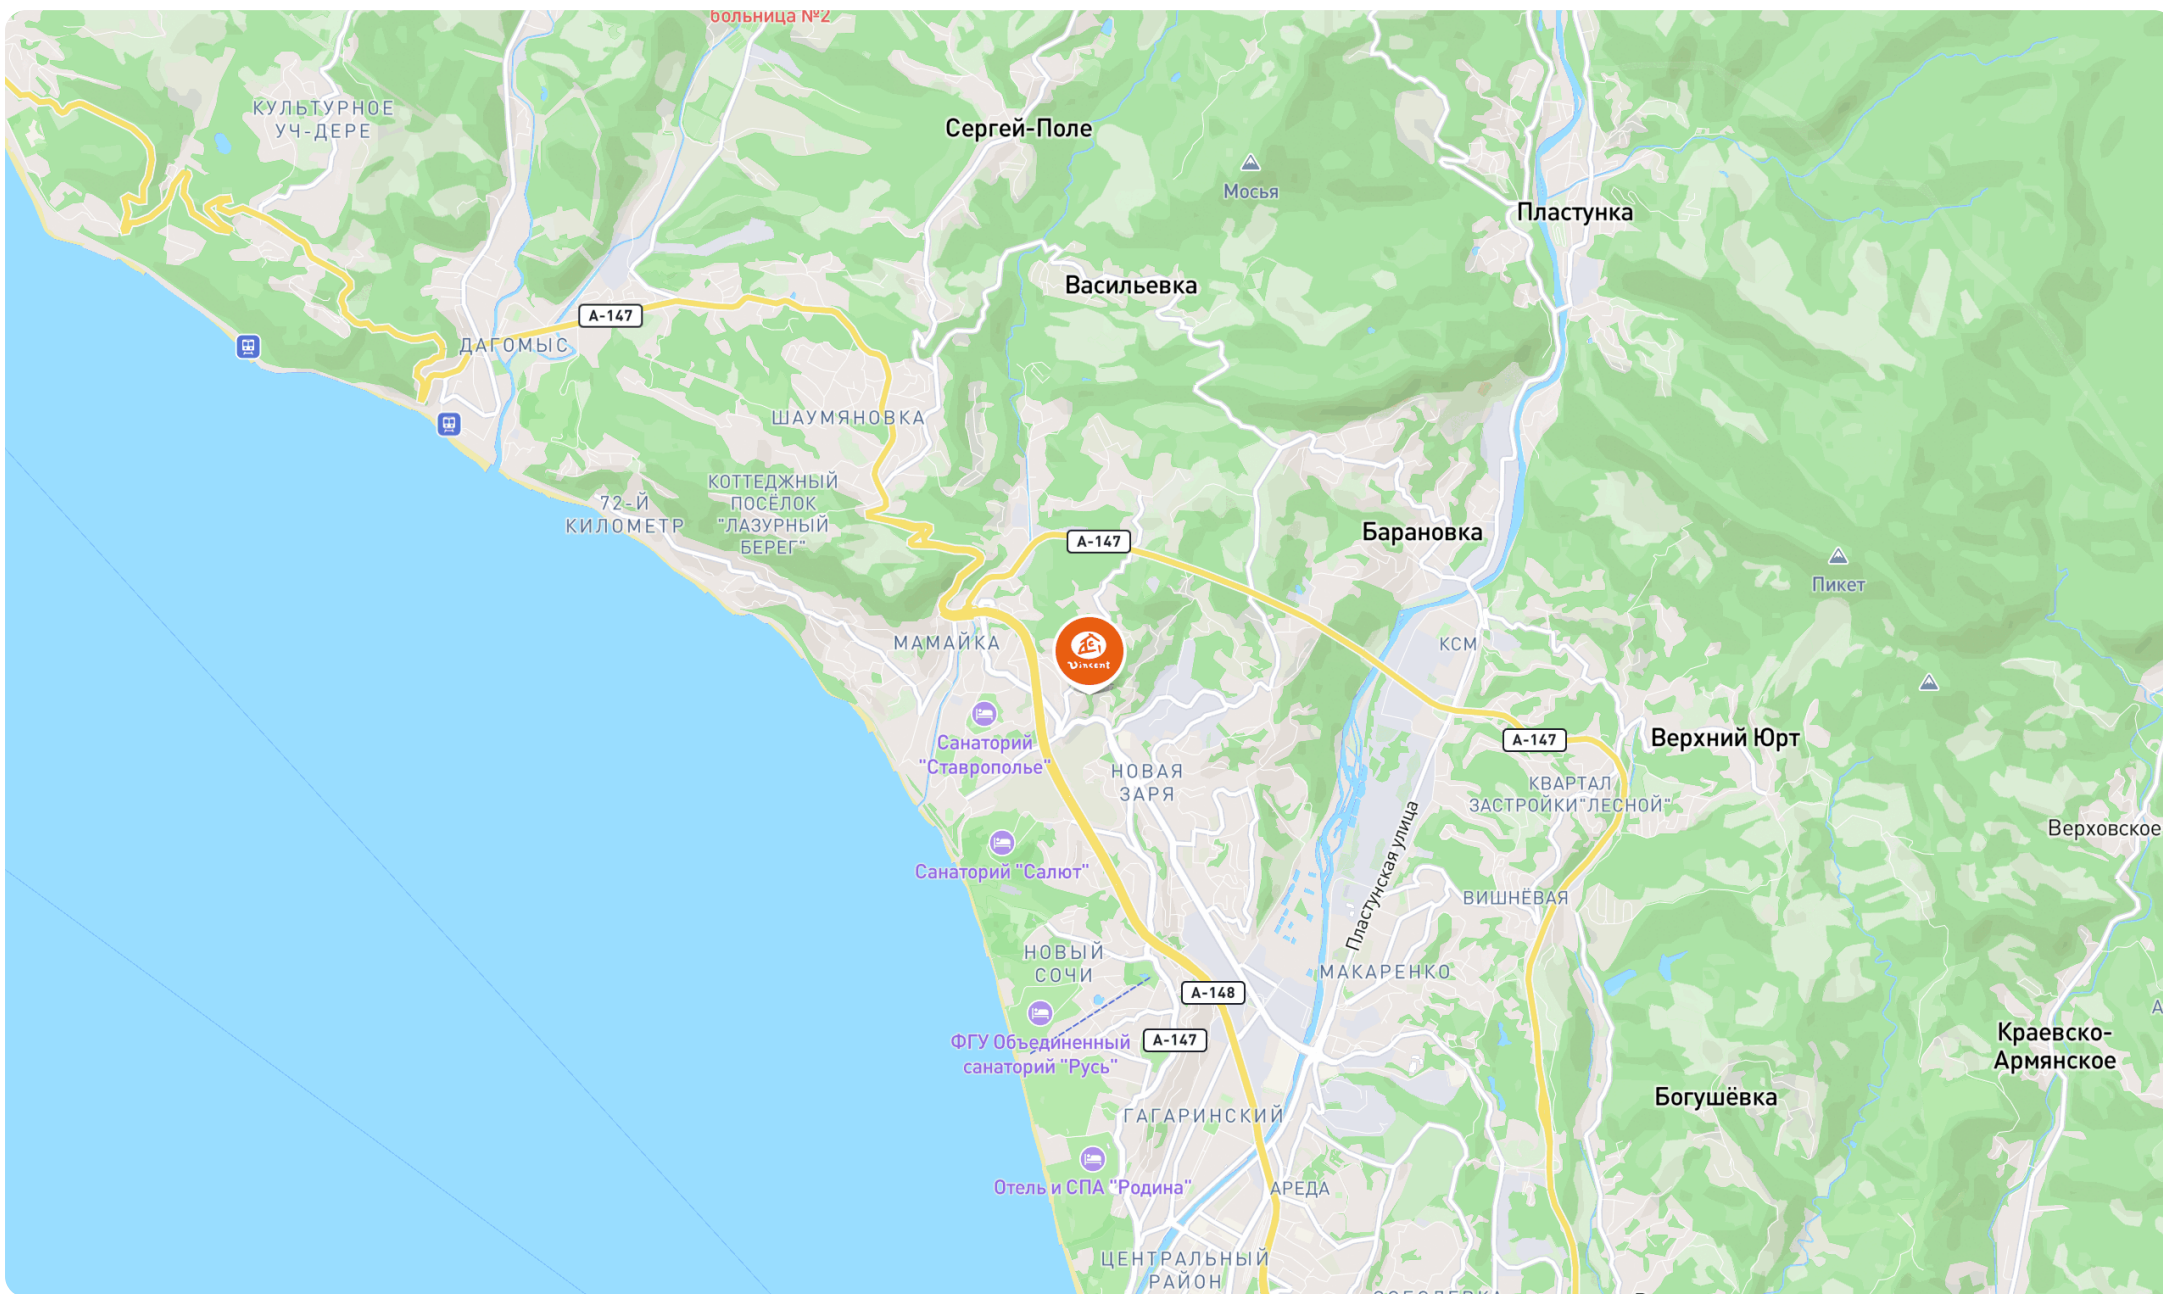 больница №2
КУЛЬТУРНОЕ
УЧ-ДЕРЕ
Сергей-Поле
Мосья
Пластунка
Васильевка
А-147
ДАГОМЫС
ШАУМЯНОВКА
КОТТЕДЖНЫЙ
ПОСЁЛОК
"ЛАЗУРНЫЙ
БЕРЕГ"
72-Й
КИЛОМЕТР
А-147
Барановка
Пикет
МАМАЙКА
Vincent
КСМ
Санаторий
"Ставрополье"
НОВАЯ
ЗАРЯ
А-147
Верхний Юрт
КВАРТАЛ
ЗАСТРОЙКИ"ЛЕСНОЙ"
Верховское
Санаторий "Салют"
Пластунская улица
ВИШНЁВАЯ
НОВЫЙ
СОЧИ
МАКАРЕНКО
А-148
ФГУ Объединенный
санаторий "Русь"
А-147
Краевско-
Армянское
Богушёвка
ГАГАРИНСКИЙ
Отель и СПА "Родина"
АРЕДА
ЦЕНТРАЛЬНЫЙ
РАЙОН